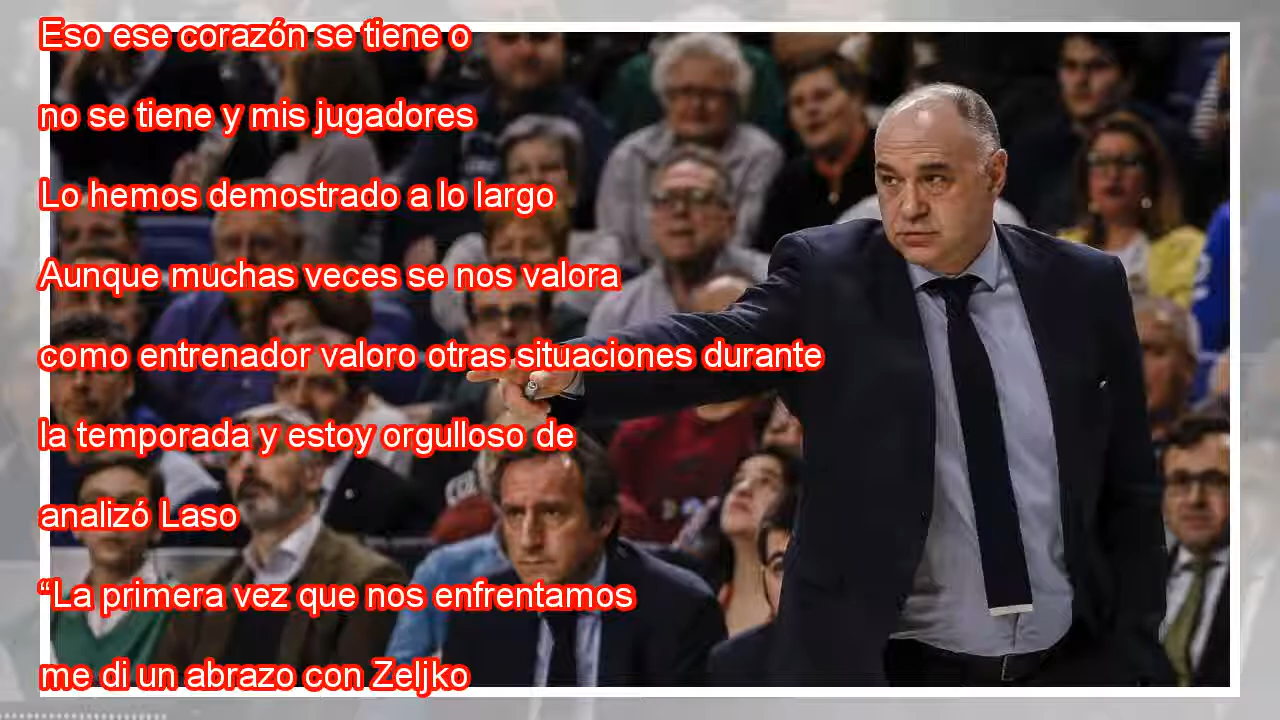 Eso ese corazón se tiene o
no se tiene y mis jugadores
Lo hemos demostrado a lo largo
Aunque muchas veces se nos valora
como entrenador valoro otras situaciones durante
la temporada y estoy orgulloso de
analizó Laso
“La primera vez que nos enfrentamos
me di un abrazo con Zeljko